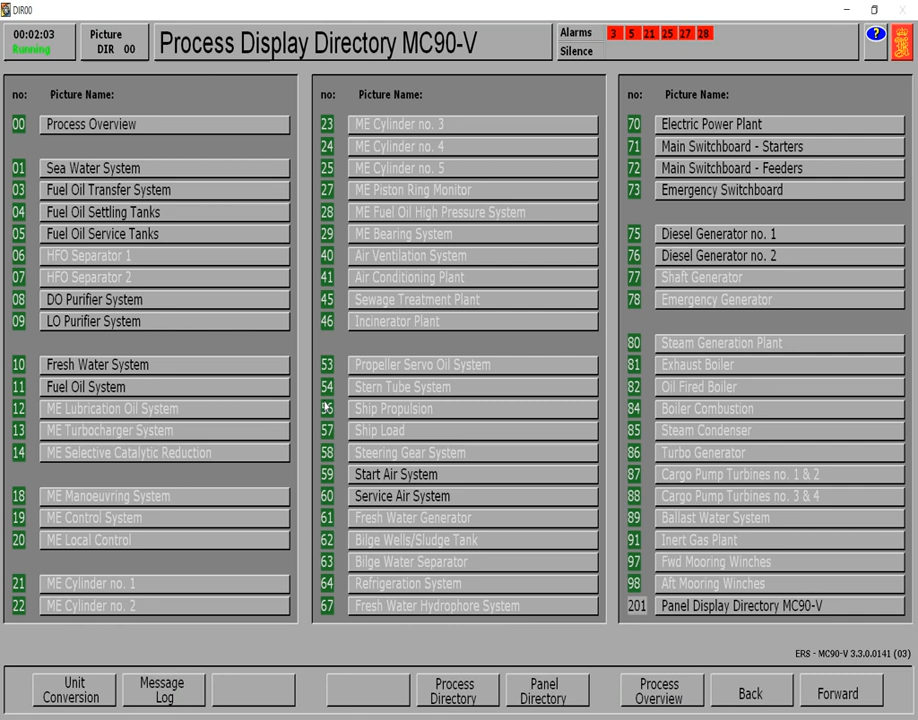 DIR00
00:02:03
Running
Picture
DIR 00
Process Display Directory MC90-V
Alarms
3 5 21 25 27 28
Silence
?
no: Picture Name:
00 Process Overview
01 Sea Water System
03 Fuel Oil Transfer System
04 Fuel Oil Settling Tanks
05 Fuel Oil Service Tanks
06 HFO Separator 1
07 HFO Separator 2
08 DO Purifier System
09 LO Purifier System
10 Fresh Water System
11 Fuel Oil System
12 ME Lubrication Oil System
13 ME Turbocharger System
14 ME Selective Catalytic Reduction
18 ME Manoeuvring System
19 ME Control System
20 ME Local Control
21 ME Cylinder no. 1
22 ME Cylinder no. 2
no: Picture Name:
23 ME Cylinder no. 3
24 ME Cylinder no. 4
25 ME Cylinder no. 5
27 ME Piston Ring Monitor
28 ME Fuel Oil High Pressure System
29 ME Bearing System
40 Air Ventilation System
41 Air Conditioning Plant
45 Sewage Treatment Plant
46 Incinerator Plant
53 Propeller Servo Oil System
54 Stern Tube System
56 Ship Propulsion
57 Ship Load
58 Steering Gear System
59 Start Air System
60 Service Air System
61 Fresh Water Generator
62 Bilge Wells/Sludge Tank
63 Bilge Water Separator
64 Refrigeration System
67 Fresh Water Hydrophore System
no: Picture Name:
70 Electric Power Plant
71 Main Switchboard - Starters
72 Main Switchboard - Feeders
73 Emergency Switchboard
75 Diesel Generator no. 1
76 Diesel Generator no. 2
77 Shaft Generator
78 Emergency Generator
80 Steam Generation Plant
81 Exhaust Boiler
82 Oil Fired Boiler
84 Boiler Combustion
85 Steam Condenser
86 Turbo Generator
87 Cargo Pump Turbines no. 1 & 2
88 Cargo Pump Turbines no. 3 & 4
89 Ballast Water System
91 Inert Gas Plant
97 Fwd Mooring Winches
98 Aft Mooring Winches
201 Panel Display Directory MC90-V
ERS - MC90-V 3.3.0.0141 (03)
Unit
Conversion
Message
Log
Process
Directory
Panel
Directory
Process
Overview
Back
Forward